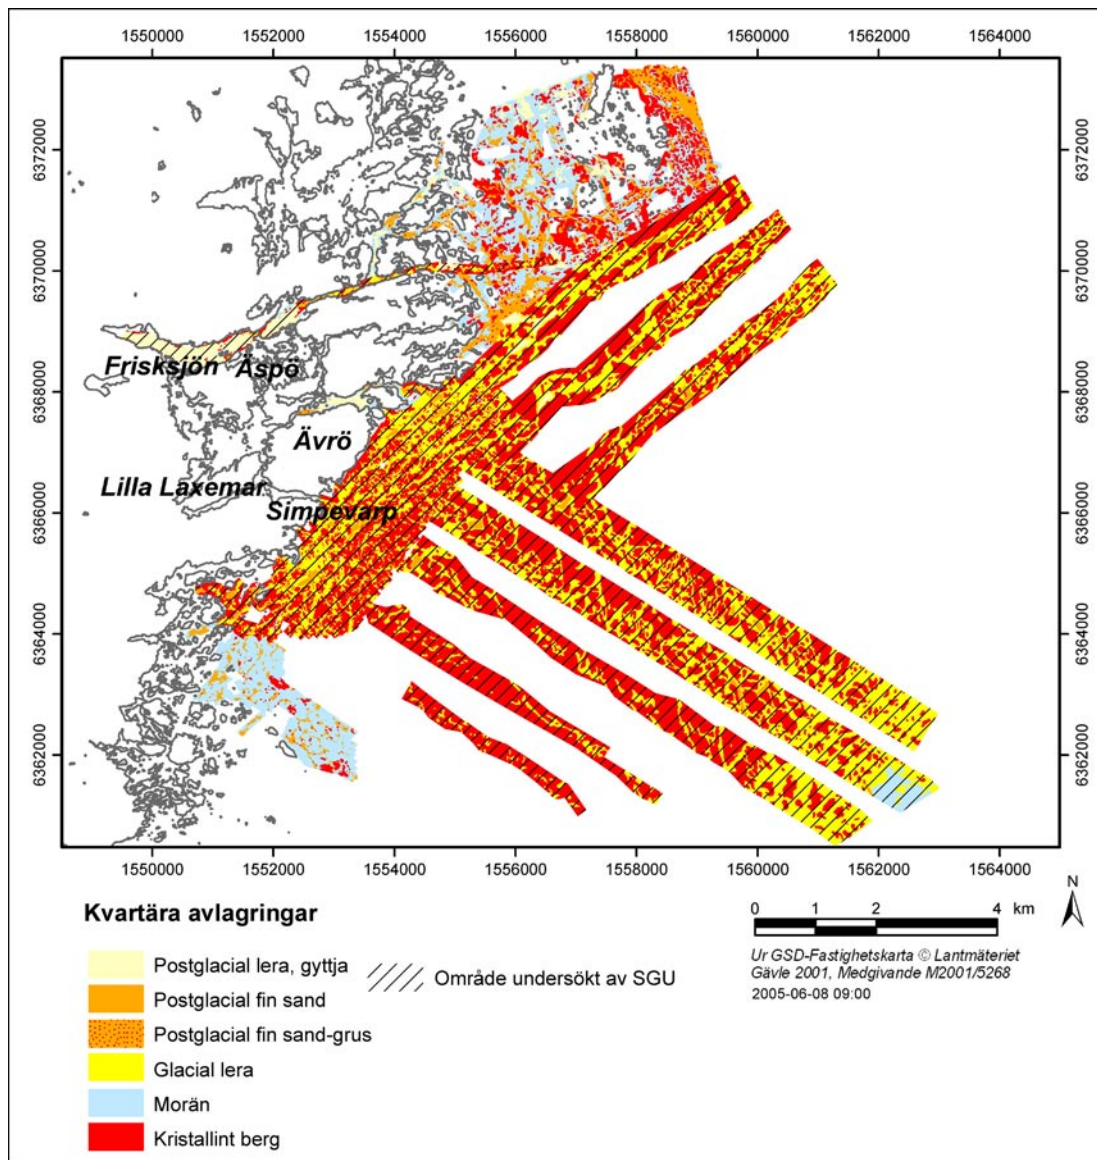 1550000 1552000 1554000 1556000 1558000 1560000 1562000 1564000
6372000 6372000
6370000 6370000
6368000 6368000
6366000 6366000
6364000 6364000
6362000 6362000
Frisksjön Äspö
Ävrö
Lilla Laxemar
Simpevarp
1550000 1552000 1554000 1556000 1558000 1560000 1562000 1564000
Kvartära avlagringar
Postglacial lera, gyttja
Postglacial fin sand
Postglacial fin sand-grus
Glacial lera
Morän
Kristallint berg
Område undersökt av SGU
0 1 2 4 km
N
Ur GSD-Fastighetskarta © Lantmäteriet
Gävle 2001, Medgivande M2001/5268
2005-06-08 09:00